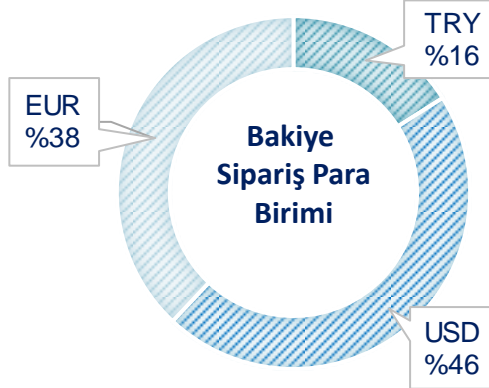 TRY
%16
EUR
%38
Bakiye
Sipariş Para
Birimi
USD
%46